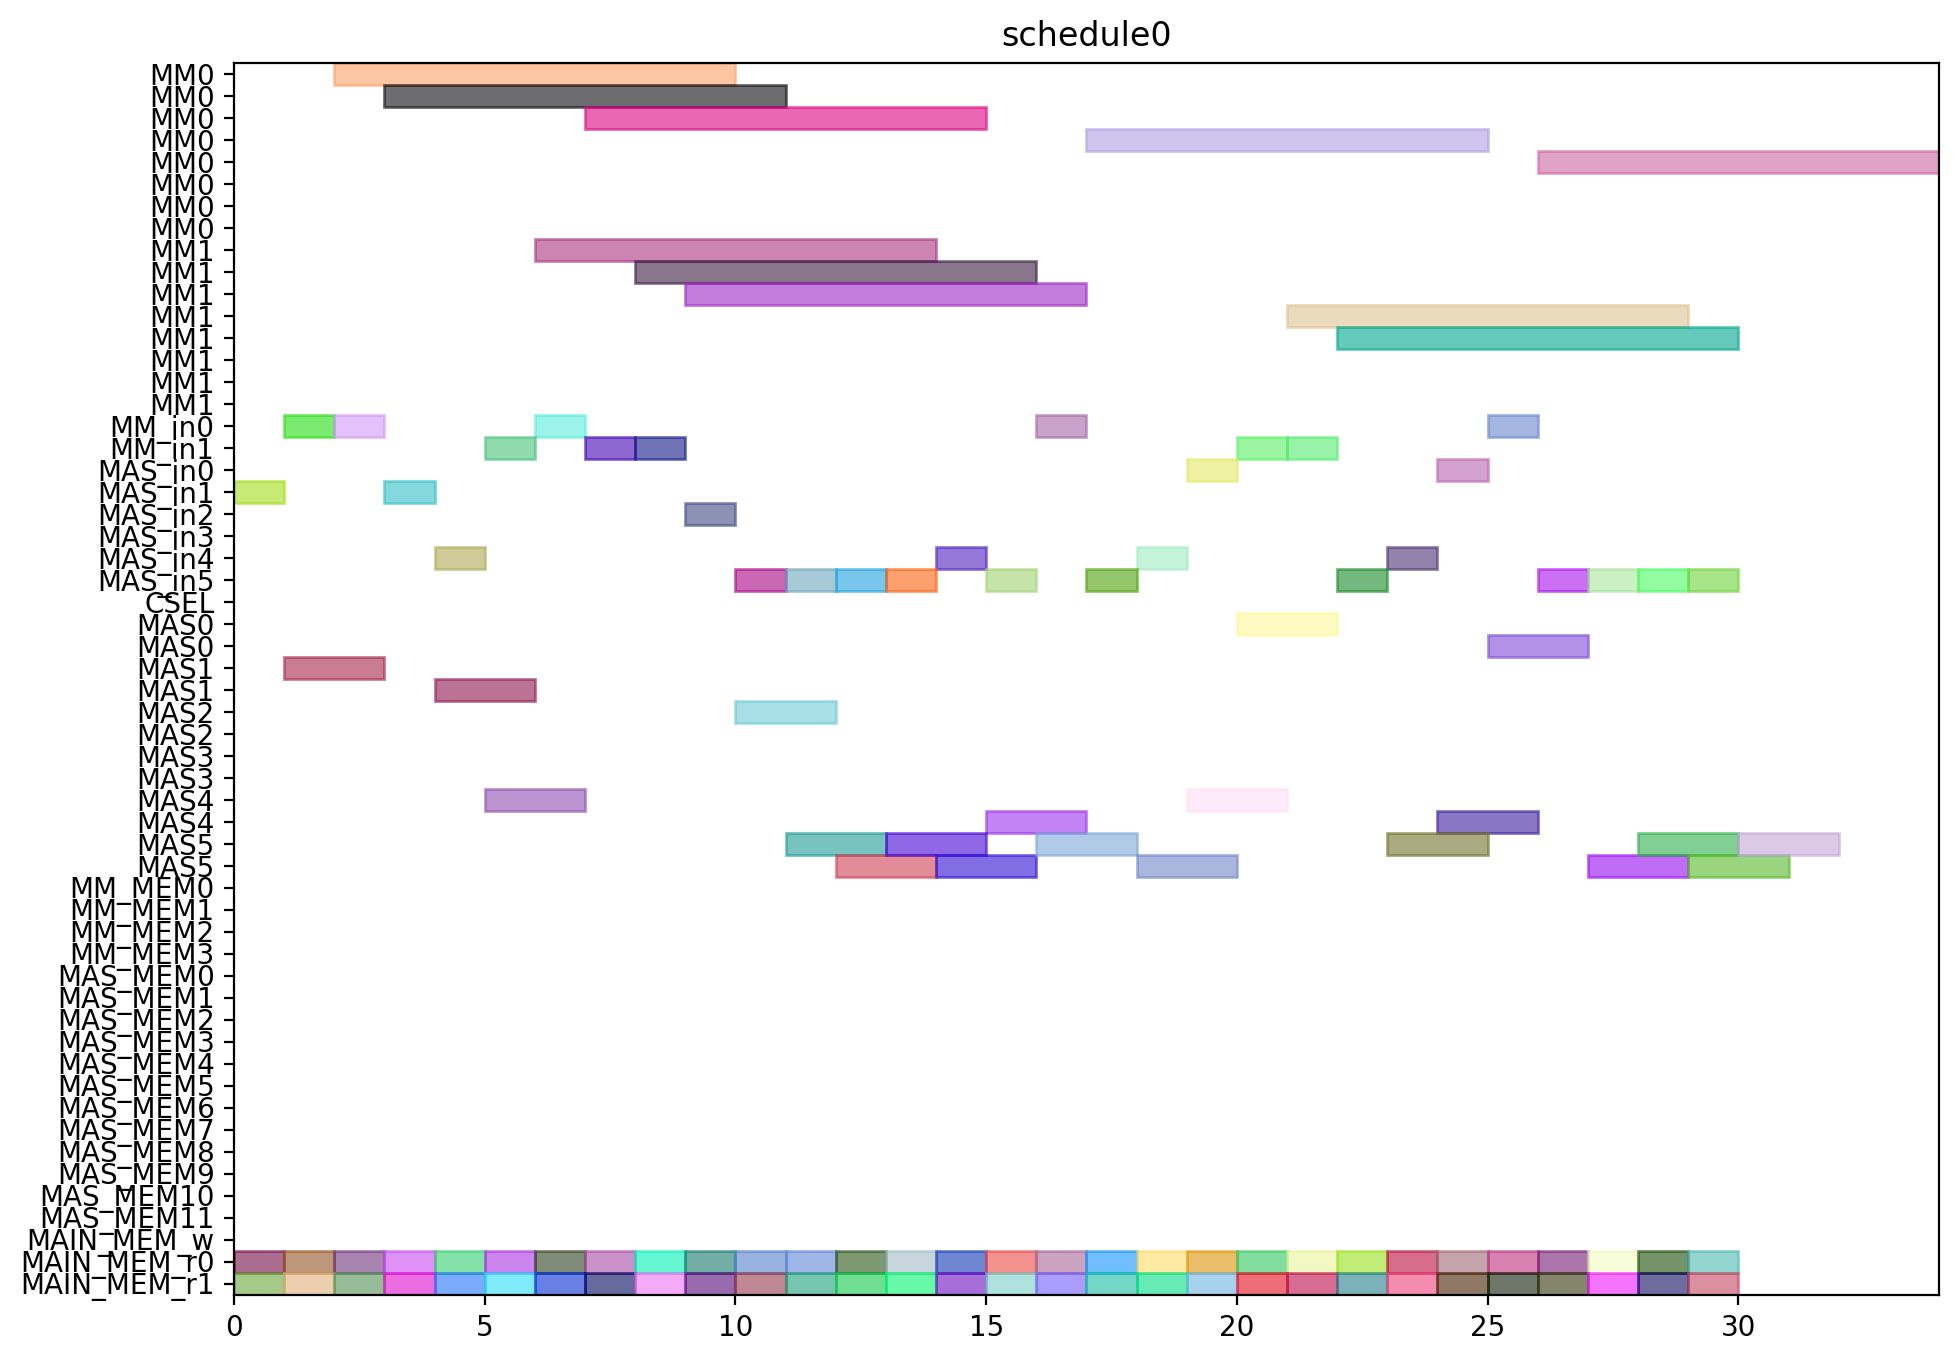 schedule0
MM0
MM0
MM0
MM0
MM0
MM0
MM0
MM0
MM1
MM1
MM1
MM1
MM1
MM1
MM1
MM1
MM_in0
MM_in1
MAS_in0
MAS_in1
MAS_in2
MAS_in3
MAS_in4
MAS_in5
CSEL
MAS0
MAS0
MAS1
MAS1
MAS2
MAS2
MAS3
MAS3
MAS4
MAS4
MAS5
MAS5
MM_MEM0
MM_MEM1
MM_MEM2
MM_MEM3
MAS_MEM0
MAS_MEM1
MAS_MEM2
MAS_MEM3
MAS_MEM4
MAS_MEM5
MAS_MEM6
MAS_MEM7
MAS_MEM8
MAS_MEM9
MAS_MEM10
MAS_MEM11
MAIN_MEM_w
MAIN_MEM_r0
MAIN_MEM_r1
0 5 10 15 20 25 30